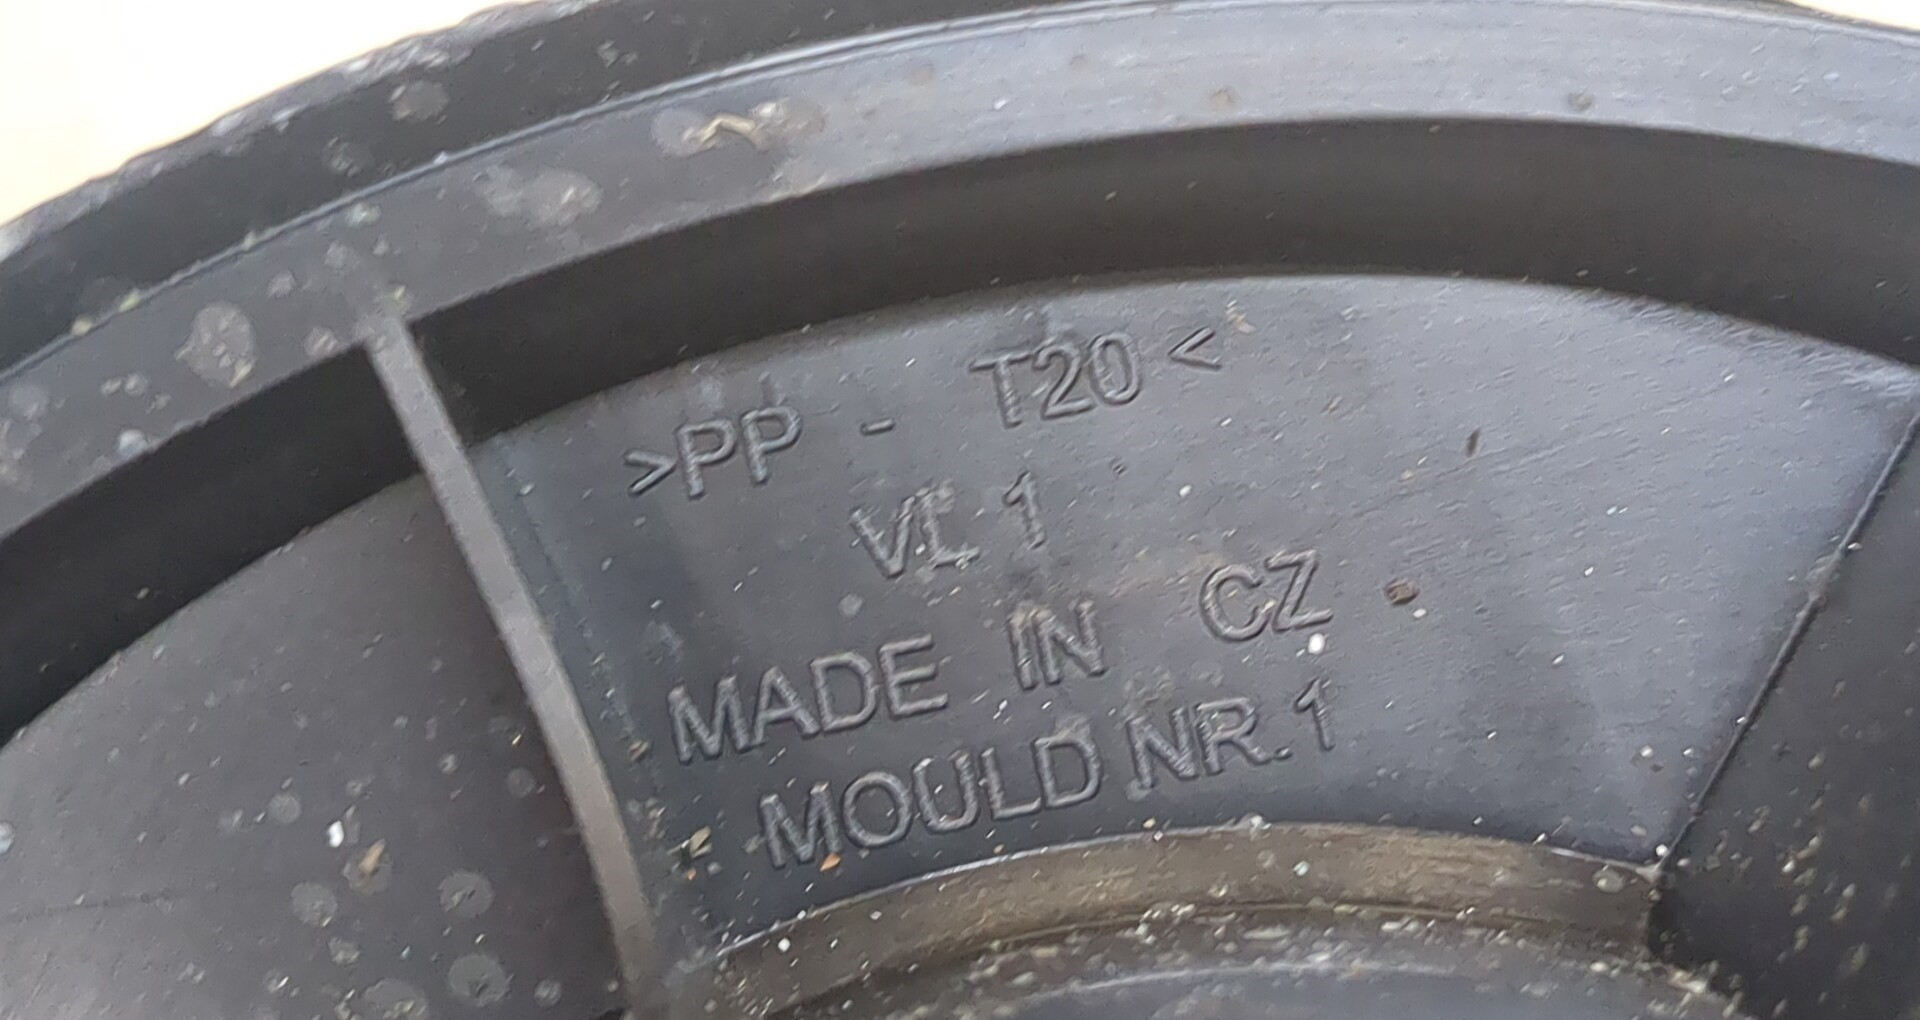 >PP - T20<
VL 1
MADE IN CZ
MOULD NR.1